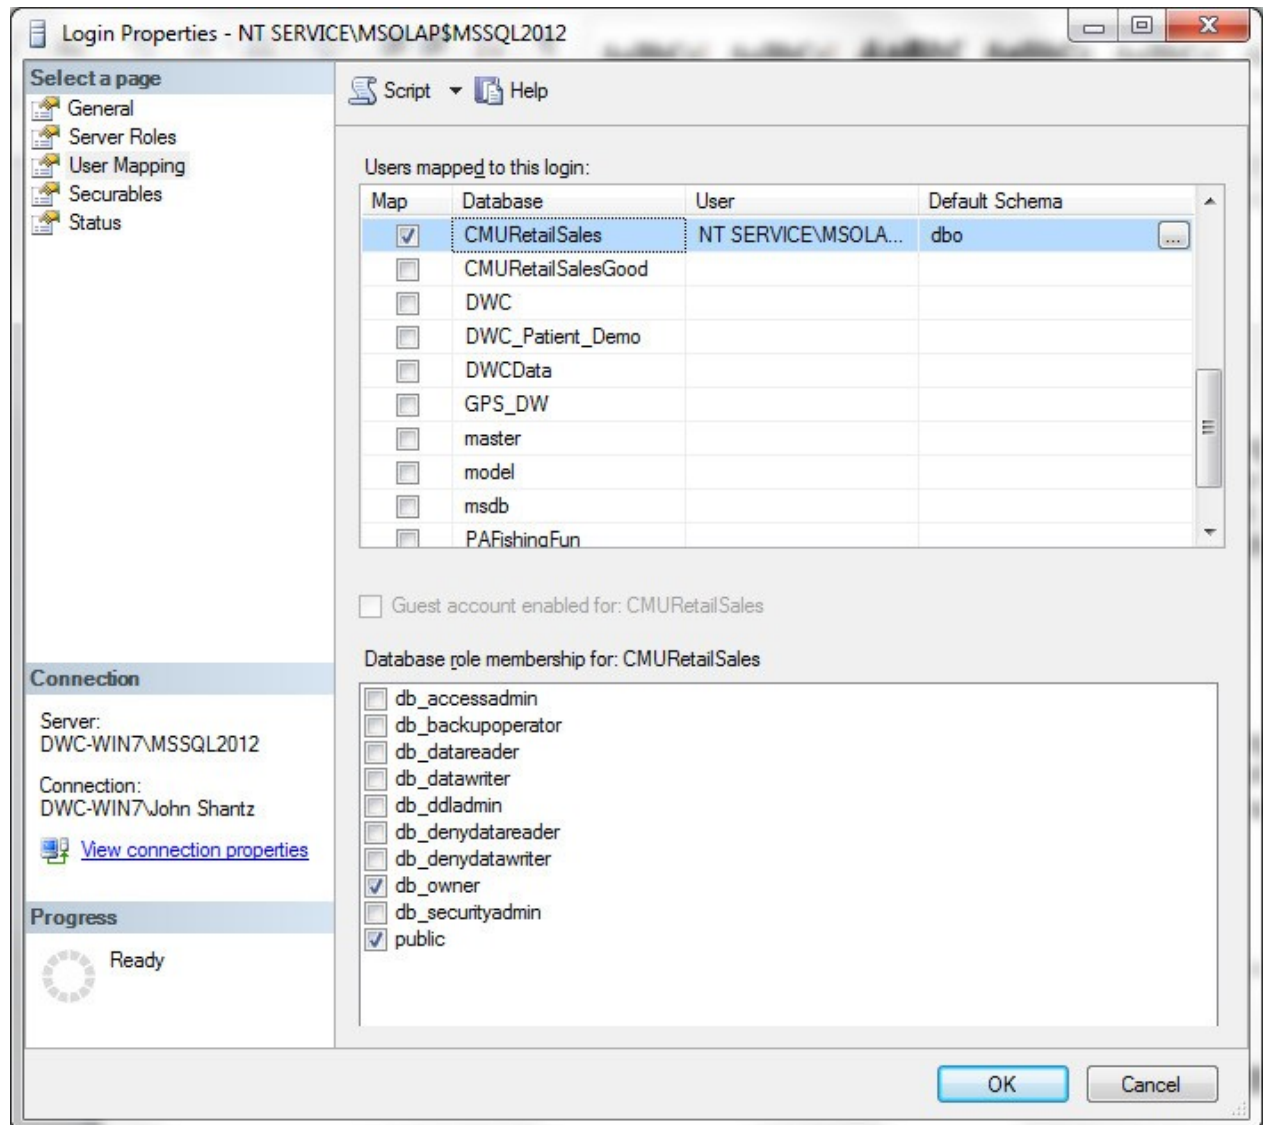 Login Properties - NT SERVICE\MSOLAP$MSSQL2012
Select a page
General
Server Roles
User Mapping
Securables
Status
Script
Help
Users mapped to this login:
Map Database User Default Schema
CMURetailSales NT SERVICE\MSOLA... dbo ...
CMURetailSalesGood
DWC
DWC_Patient_Demo
DWCData
GPS_DW
master
model
msdb
PAFishingFun
Guest account enabled for: CMURetailSales
Database role membership for: CMURetailSales
db_accessadmin
db_backupoperator
db_datareader
db_datawriter
db_ddladmin
db_denydatareader
db_denydatawriter
db_owner
db_securityadmin
public
Connection
Server:
DWC-WIN7\MSSQL2012
Connection:
DWC-WIN7\John Shantz
View connection properties
Progress
Ready
OK
Cancel